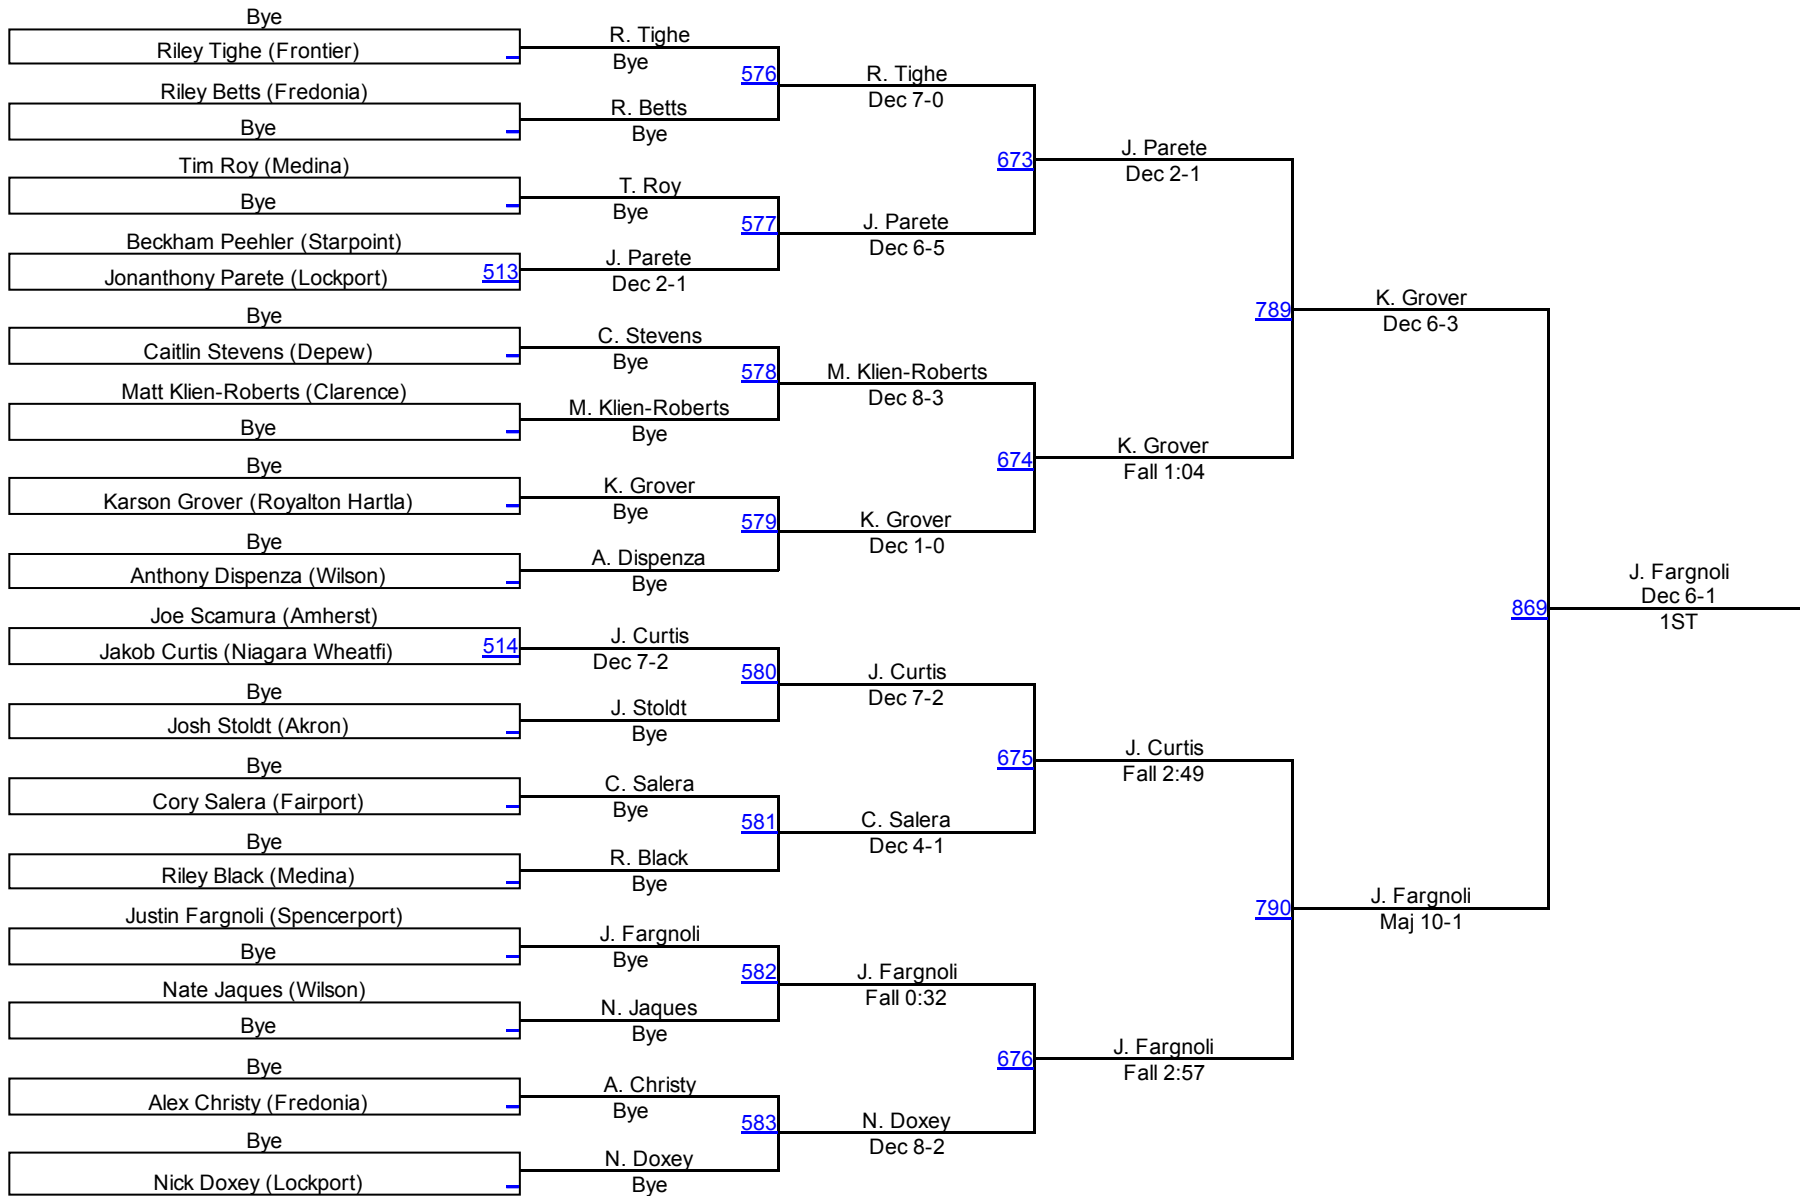 Bye
Riley Tighe (Frontier)
Riley Betts (Fredonia)
Bye
Tim Roy (Medina)
Bye
Beckham Peehler (Starpoint)
Jonanthony Parete (Lockport)
513
Bye
Caitlin Stevens (Depew)
Matt Klien-Roberts (Clarence)
Bye
Bye
Karson Grover (Royalton Hartla)
Bye
Anthony Dispenza (Wilson)
Joe Scamura (Amherst)
Jakob Curtis (Niagara Wheatfi)
514
Bye
Josh Stoldt (Akron)
Bye
Cory Salera (Fairport)
Bye
Riley Black (Medina)
Justin Fargnoli (Spencerport)
Bye
Nate Jaques (Wilson)
Bye
Bye
Alex Christy (Fredonia)
Bye
Nick Doxey (Lockport)
R. Tighe
Bye
576
R. Betts
Bye
T. Roy
Bye
577
J. Parete
Dec 2-1
C. Stevens
Bye
578
M. Klien-Roberts
Bye
K. Grover
Bye
579
A. Dispenza
Bye
J. Curtis
Dec 7-2
580
J. Stoldt
Bye
C. Salera
Bye
581
R. Black
Bye
J. Fargnoli
Bye
582
N. Jaques
Bye
A. Christy
Bye
583
N. Doxey
Bye
R. Tighe
Dec 7-0
673
J. Parete
Dec 6-5
M. Klien-Roberts
Dec 8-3
674
K. Grover
Dec 1-0
J. Curtis
Dec 7-2
675
C. Salera
Dec 4-1
J. Fargnoli
Fall 0:32
676
N. Doxey
Dec 8-2
J. Parete
Dec 2-1
789
K. Grover
Fall 1:04
J. Curtis
Fall 2:49
790
J. Fargnoli
Fall 2:57
K. Grover
Dec 6-3
869
J. Fargnoli
Maj 10-1
J. Fargnoli
Dec 6-1
1ST